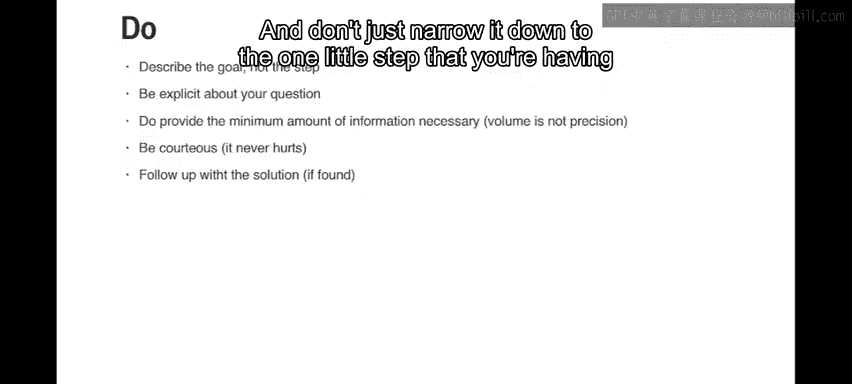 Do
And don't just narrow it down to
the one little step that you're having
· Describe the goal, not the step
· Be explicit about your question
· Do provide the minimum amount of information necessary (volume is not precision)
· Be courteous (it never hurts)
· Follow up witht the solution (if found)